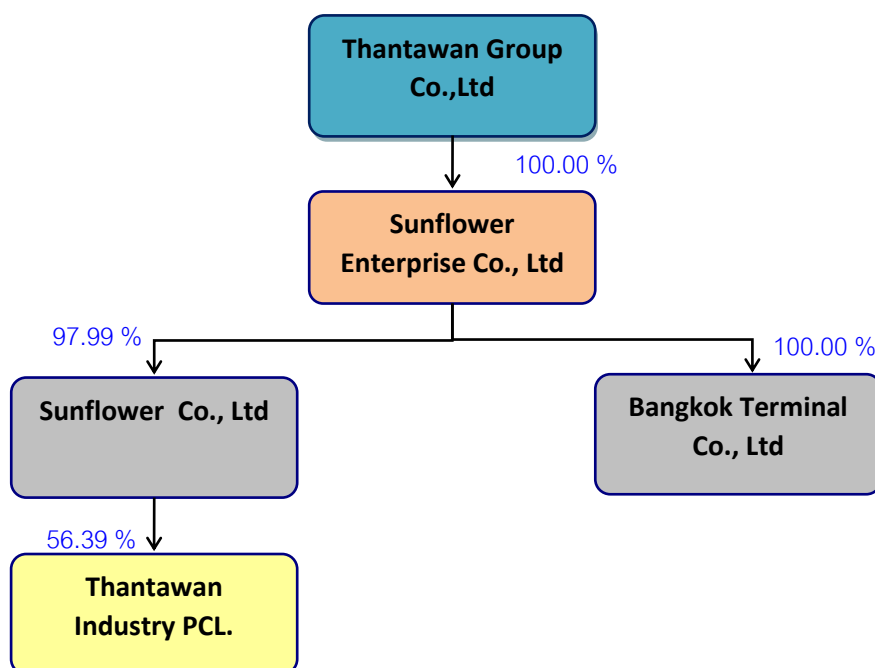 Thantawan Group
Co.,Ltd
100.00 %
Sunflower
Enterprise Co., Ltd
97.99 %
100.00 %
Sunflower Co., Ltd
Bangkok Terminal
Co., Ltd
56.39 %
Thantawan
Industry PCL.